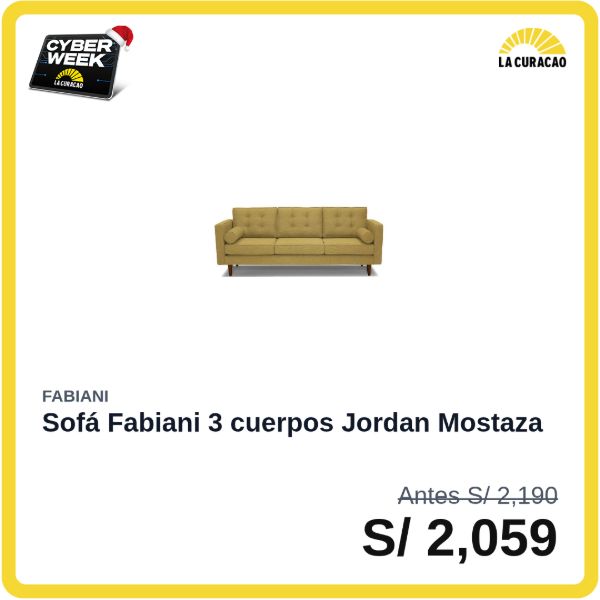 CYBER
WEEK
LA CURACAO
LA CURACAO
FABIANI
Sofá Fabiani 3 cuerpos Jordan Mostaza
Antes S/ 2,190
S/ 2,059